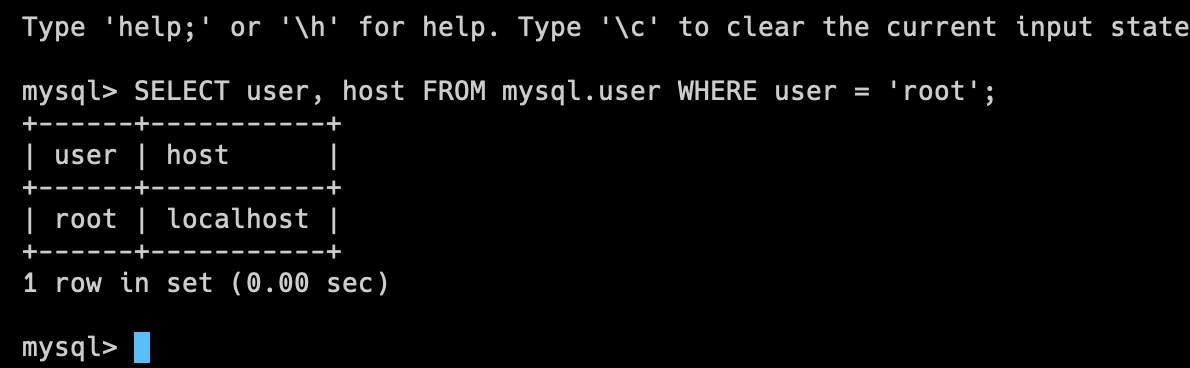 Type 'help;' or '\h' for help. Type '\c' to clear the current input state
mysql> SELECT user, host FROM mysql.user WHERE user = 'root';
+------+-----------+
| user | host      |
+------+-----------+
| root | localhost |
+------+-----------+
1 row in set (0.00 sec)
mysql>